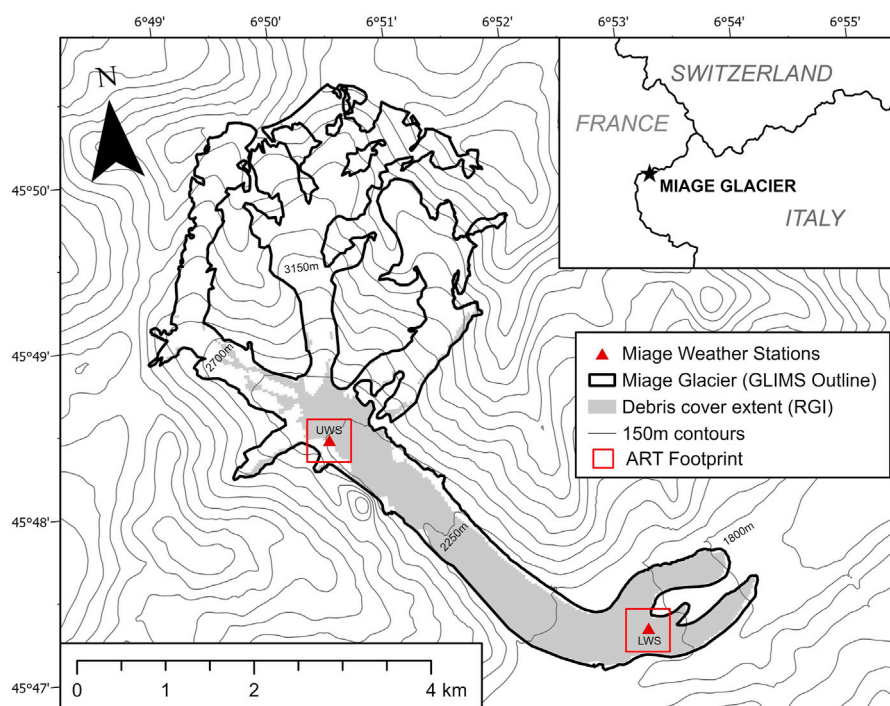 6°49' 6°50' 6°51' 6°52' 6°53' 6°54' 6°55'
N
SWITZERLAND
FRANCE
MIAGE GLACIER
ITALY
45°50'
3150m
45°49'
2700m
Miage Weather Stations
Miage Glacier (GLIMS Outline)
Debris cover extent (RGI)
150m contours
ART Footprint
UWS
45°48'
2250m
1800m
LWS
45°47'
0 1 2 4 km